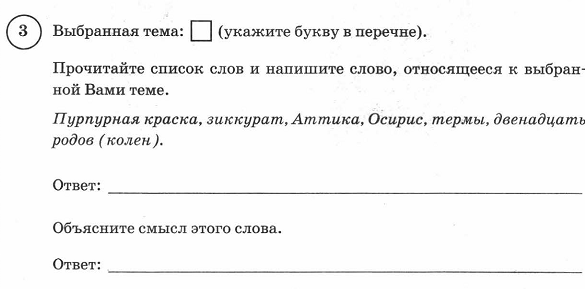 3 Выбранная тема: (укажите букву в перечне).
Прочитайте список слов и напишите слово, относящееся к выбран-
ной Вами теме.
Пурпурная краска, зиккурат, Аттика, Осирис, термы, двенадцать
родов (колен).
Ответ:
Объясните смысл этого слова.
Ответ: